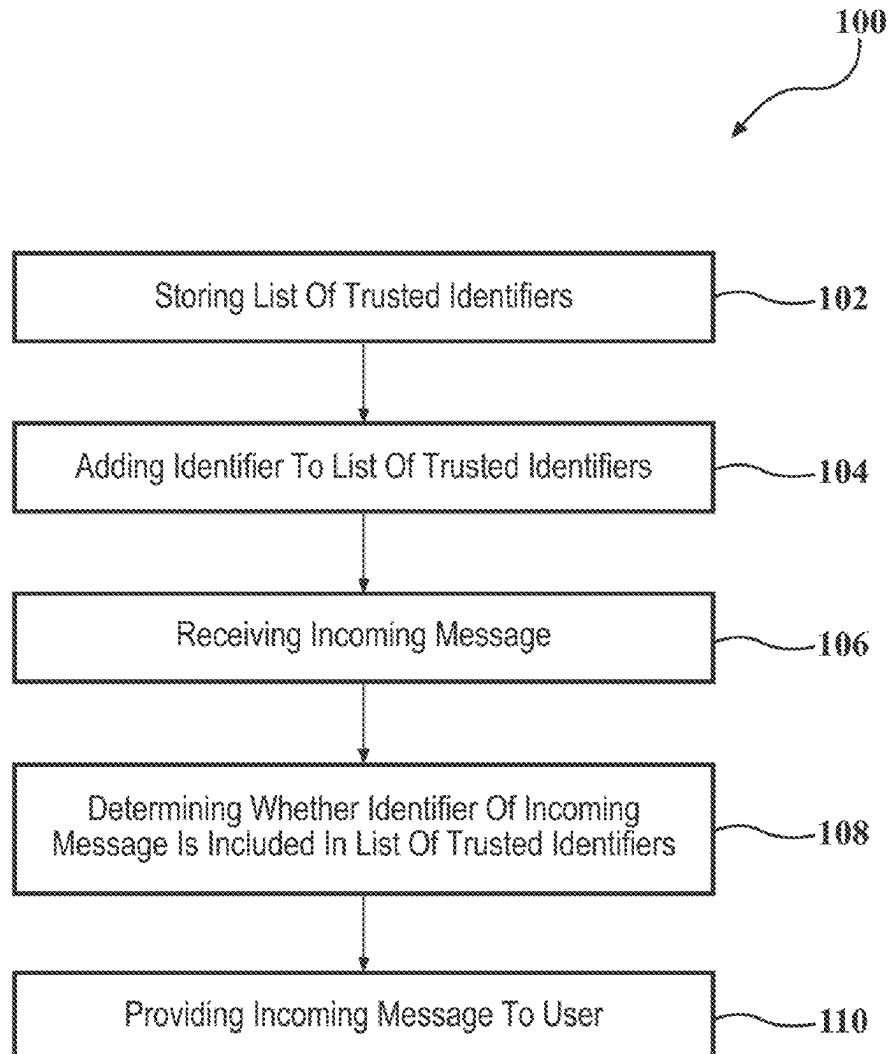 100
Storing List Of Trusted Identifiers
102
Adding Identifier To List Of Trusted Identifiers
104
Receiving Incoming Message
106
Determining Whether Identifier Of Incoming
Message Is Included In List Of Trusted Identifiers
108
Providing Incoming Message To User
110